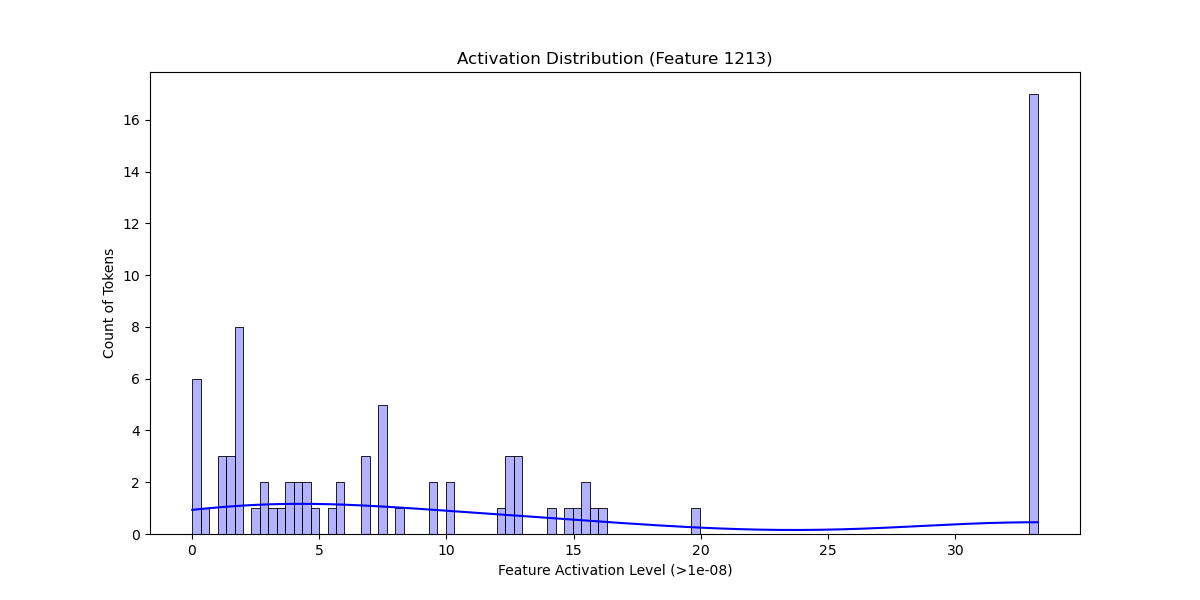 Activation Distribution (Feature 1213)
16
14
12
10
8
6
4
2
0
Count of Tokens
0 5 10 15 20 25 30
Feature Activation Level (>1e-08)